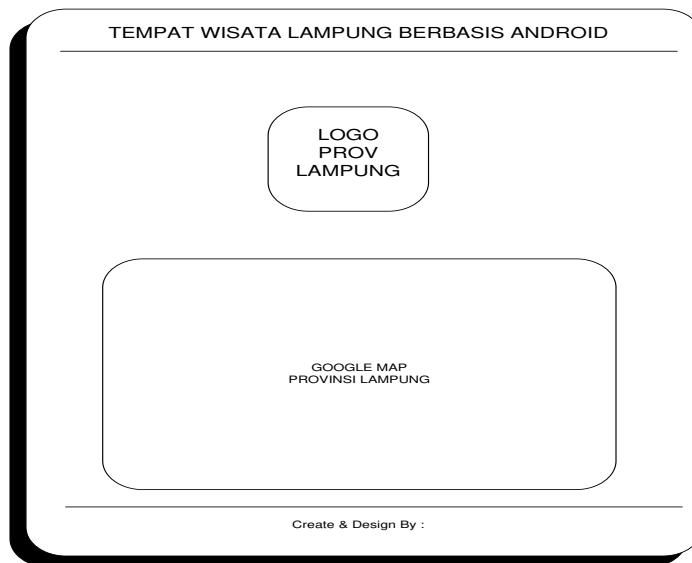 TEMPAT WISATA LAMPUNG BERBASIS ANDROID
LOGO
PROV
LAMPUNG
GOOGLE MAP
PROVINSI LAMPUNG
Create & Design By :